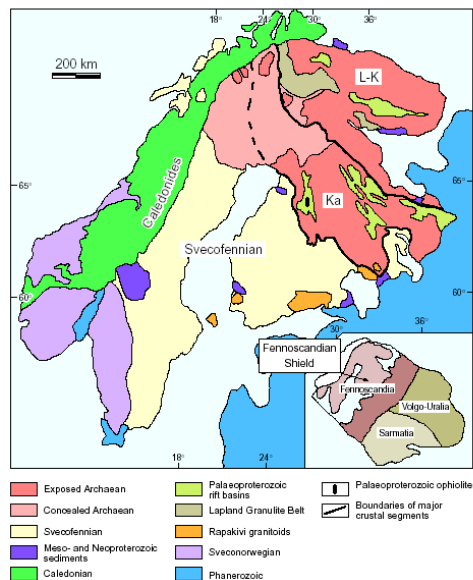 18°
24°
30°
36°
200 km
L-K
65°
65°
Ka
Caledonides
Svecofennian
60°
60°
30°
36°
Fennoscandian
Shield
Fennoscandia
Volgo-Uralia
Sarmatia
18°
24°
Exposed Archaean
Concealed Archaean
Svecofennian
Meso- and Neoproterozoic
sediments
Caledonian
Palaeoproterozoic
rift basins
Lapland Granulite Belt
Rapakivi granitoids
Sveconorwegian
Phanerozoic
Palaeoproterozoic ophiolite
Boundaries of major
crustal segments